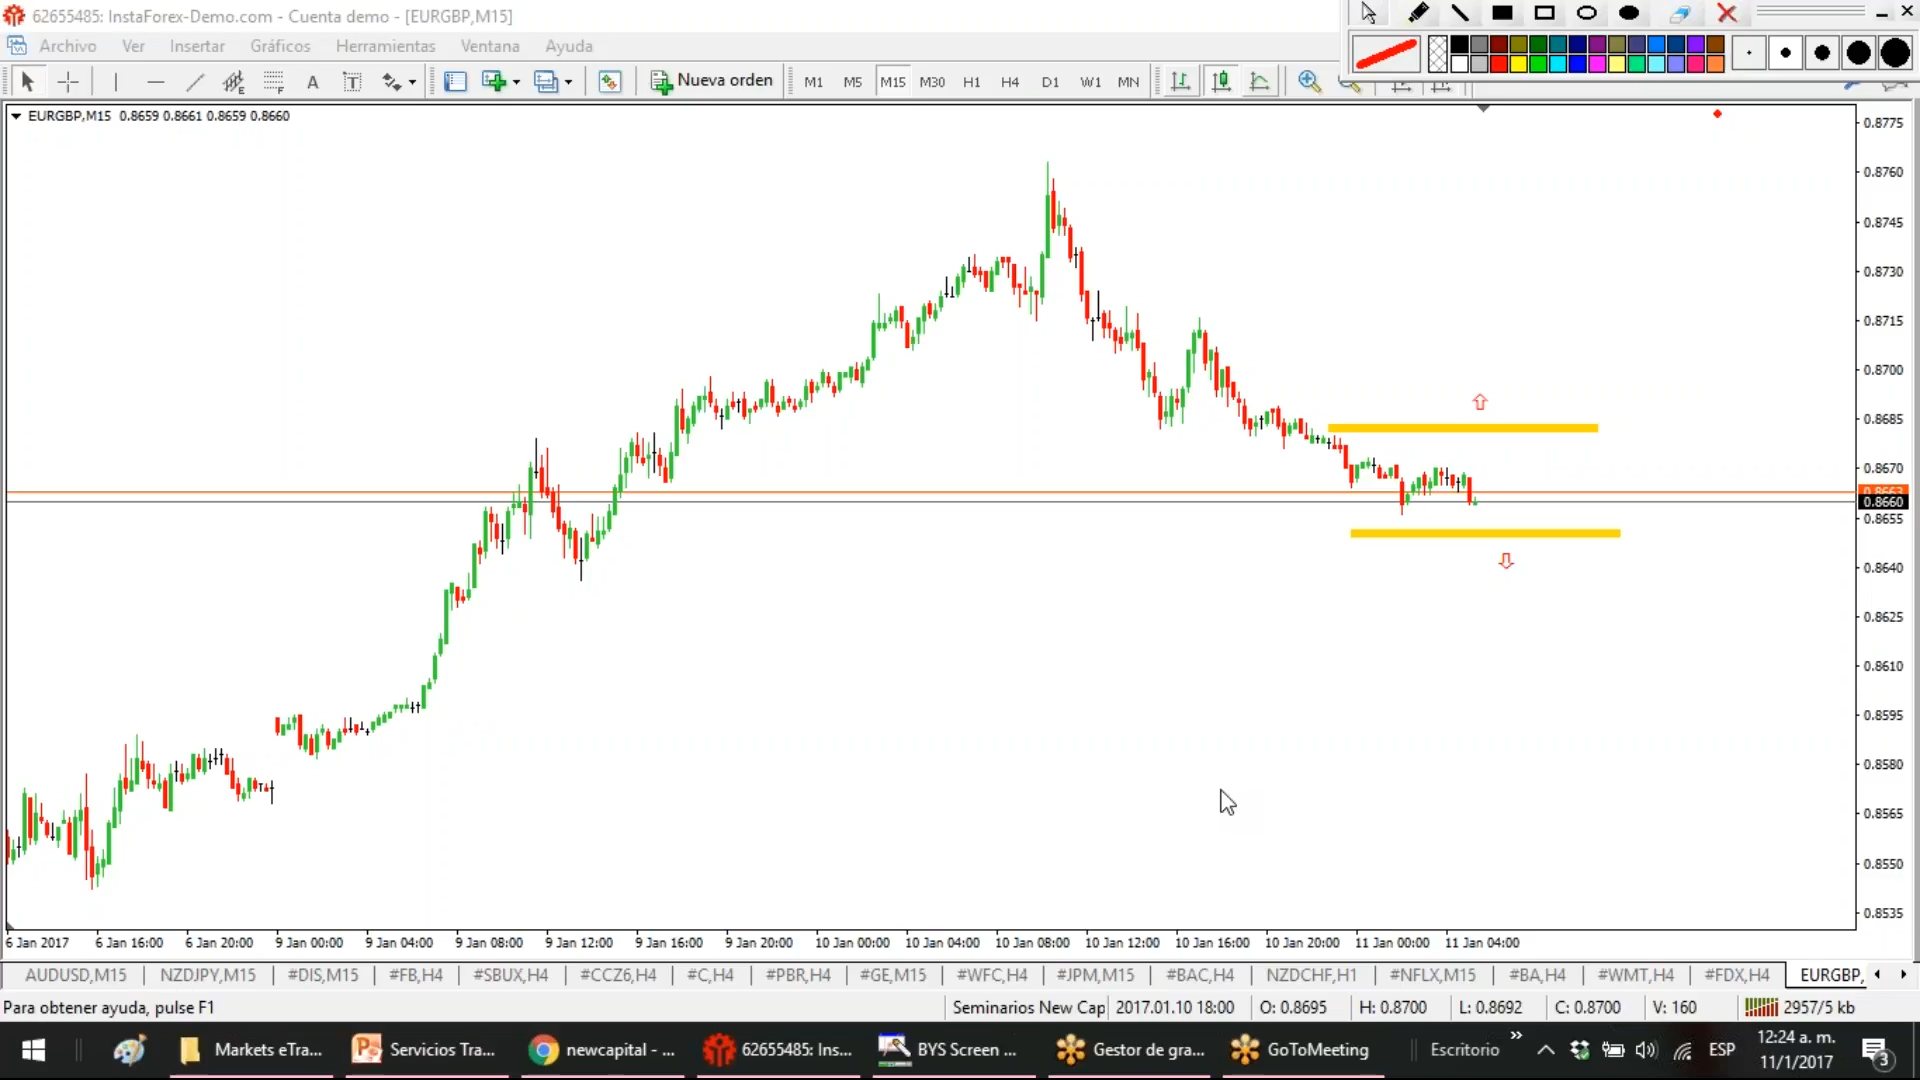 62655485: InstaForex-Demo.com - Cuenta demo - [EURGBP,M15]
Archivo Ver Insertar Gráficos Herramientas Ventana Ayuda
A T Nueva orden M1 M5 M15 M30 H1 H4 D1 W1 MN
EURGBP,M15 0.8659 0.8661 0.8659 0.8660
0.8775
0.8760
0.8745
0.8730
0.8715
0.8700
0.8685
0.8670
0.8663
0.8660
0.8655
0.8640
0.8625
0.8610
0.8595
0.8580
0.8565
0.8550
0.8535
6 Jan 2017 6 Jan 16:00 6 Jan 20:00 9 Jan 00:00 9 Jan 04:00 9 Jan 08:00 9 Jan 12:00 9 Jan 16:00 9 Jan 20:00 10 Jan 00:00 10 Jan 04:00 10 Jan 08:00 10 Jan 12:00 10 Jan 16:00 10 Jan 20:00 11 Jan 00:00 11 Jan 04:00
AUDUSD,M15 NZDJPY,M15 #DIS,M15 #FB,H4 #SBUX,H4 #CCZ6,H4 #C,H4 #PBR,H4 #GE,M15 #WFC,H4 #JPM,M15 #BAC,H4 NZDCHF,H1 #NFLX,M15 #BA,H4 #WMT,H4 #FDX,H4 EURGBP,
Para obtener ayuda, pulse F1 Seminarios New Cap 2017.01.10 18:00 O: 0.8695 H: 0.8700 L: 0.8692 C: 0.8700 V: 160 2957/5 kb
Markets eTra... Servicios Tra... newcapital - ... 62655485: Ins... BYS Screen ... Gestor de gra... GoToMeeting Escritorio » ESP 12:24 a. m.
11/1/2017 3